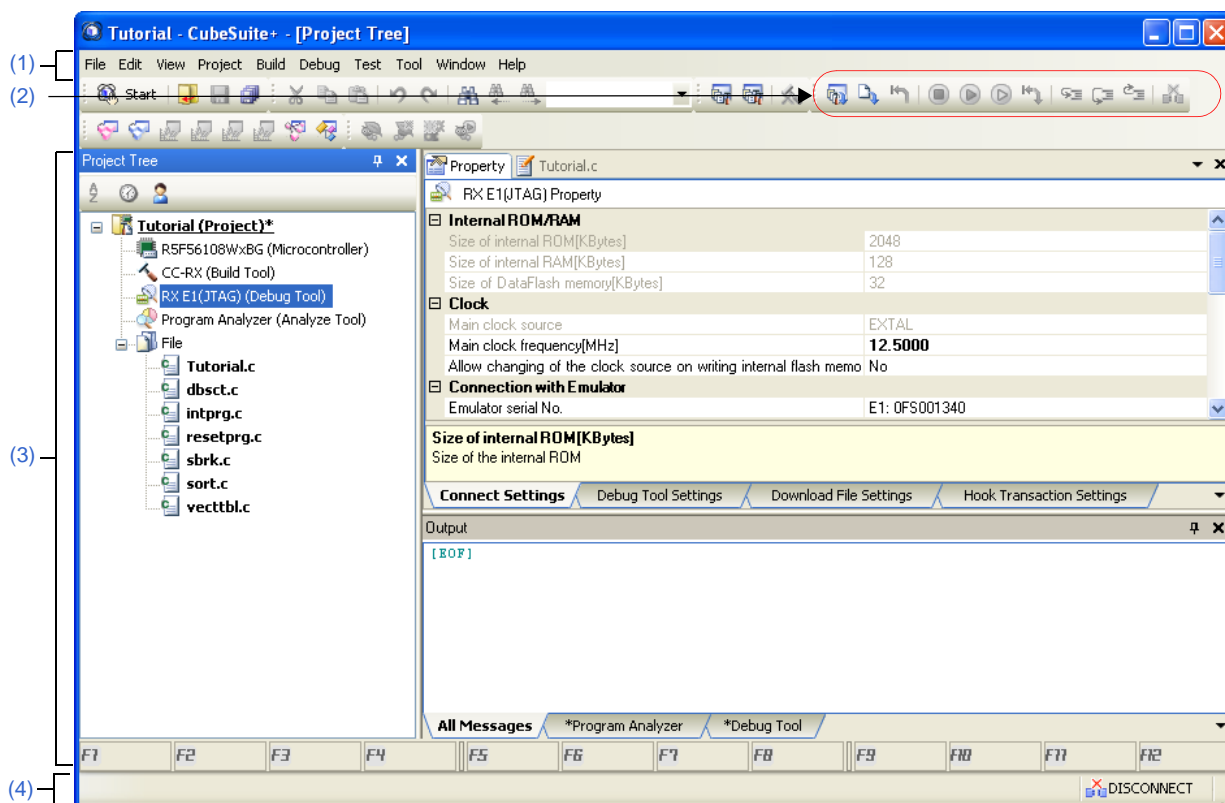 Tutorial - CubeSuite+ - [Project Tree]
(1)
File Edit View Project Build Debug Test Tool Window Help
(2)
Start
(3)
Project Tree
Tutorial (Project)*
R5F56108WxBG (Microcontroller)
CC-RX (Build Tool)
RX E1(JTAG) (Debug Tool)
Program Analyzer (Analyze Tool)
File
Tutorial.c
dbsct.c
intprg.c
resetprg.c
sbrk.c
sort.c
vecttbl.c
Property Tutorial.c
RX E1(JTAG) Property
Internal ROM/RAM
Size of internal ROM[KBytes] 2048
Size of internal RAM[KBytes] 128
Size of DataFlash memory[KBytes] 32
Clock
Main clock source EXTAL
Main clock frequency[MHz] 12.5000
Allow changing of the clock source on writing internal flash memo No
Connection with Emulator
Emulator serial No. E1: 0FS001340
Size of internal ROM[KBytes]
Size of the internal ROM
Connect Settings Debug Tool Settings Download File Settings Hook Transaction Settings
Output
[EOF]
All Messages *Program Analyzer *Debug Tool
F1 F2 F3 F4 F5 F6 F7 F8 F9 F10 F11 F12
(4)
DISCONNECT